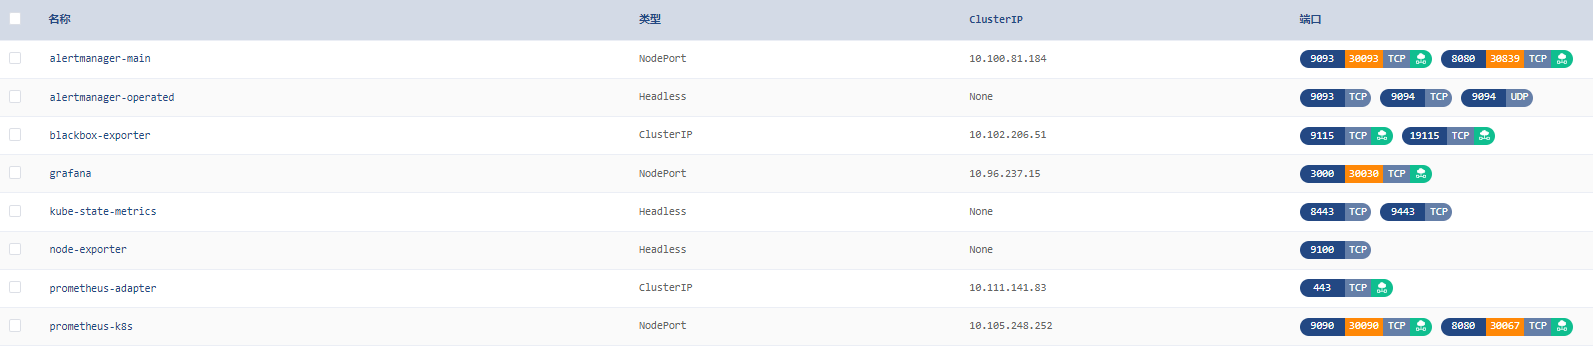 名称 类型 ClusterIP 端口
alertmanager-main NodePort 10.100.81.184 9093 30093 TCP 8080 30839 TCP
alertmanager-operated Headless None 9093 TCP 9094 TCP 9094 UDP
blackbox-exporter ClusterIP 10.102.206.51 9115 TCP 19115 TCP
grafana NodePort 10.96.237.15 3000 30030 TCP
kube-state-metrics Headless None 8443 TCP 9443 TCP
node-exporter Headless None 9100 TCP
prometheus-adapter ClusterIP 10.111.141.83 443 TCP
prometheus-k8s NodePort 10.105.248.252 9090 30090 TCP 8080 30067 TCP